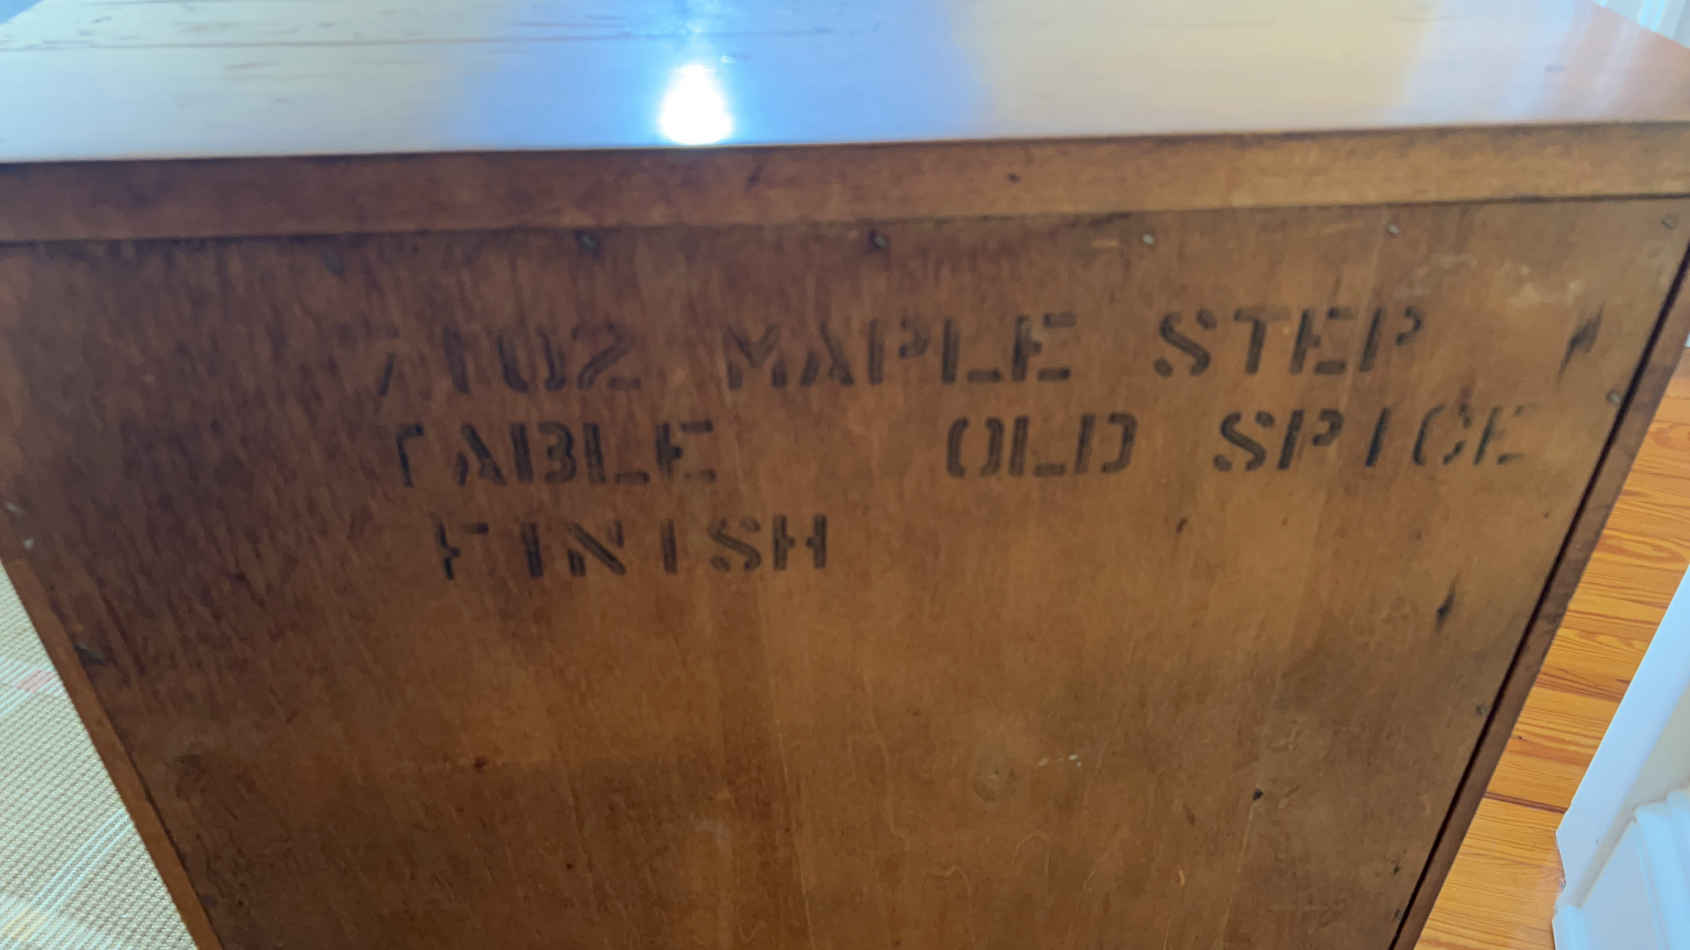 7102 MAPLE STEP
TABLE OLD SPICE
FINISH